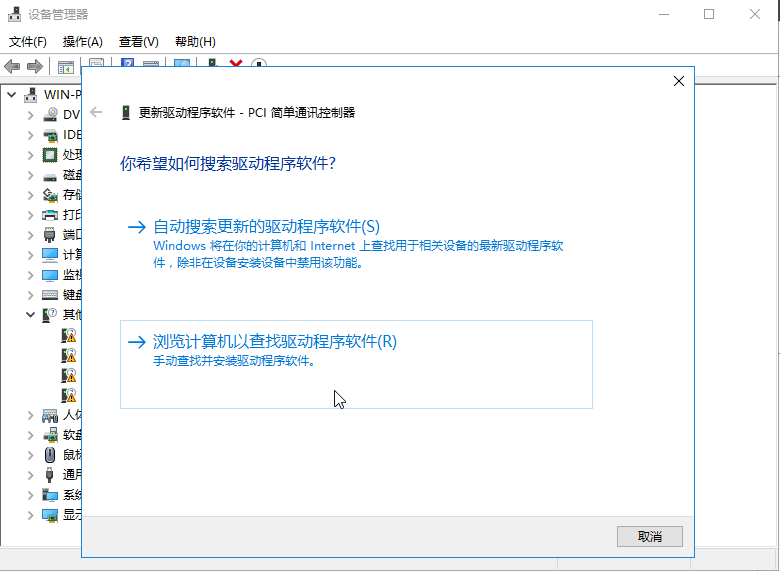 设备管理器
文件(F) 操作(A) 查看(V) 帮助(H)
WIN-P
DV
IDE
处理
磁盘
存储
打印
端口
计算
监视
键盘
其他
人体
软盘
鼠标
通用
系统
显示
更新驱动程序软件 - PCI 简单通讯控制器
你希望如何搜索驱动程序软件?
自动搜索更新的驱动程序软件(S)
Windows 将在你的计算机和 Internet 上查找用于相关设备的最新驱动程序软
件，除非在设备安装设备中禁用该功能。
浏览计算机以查找驱动程序软件(R)
手动查找并安装驱动程序软件。
取消